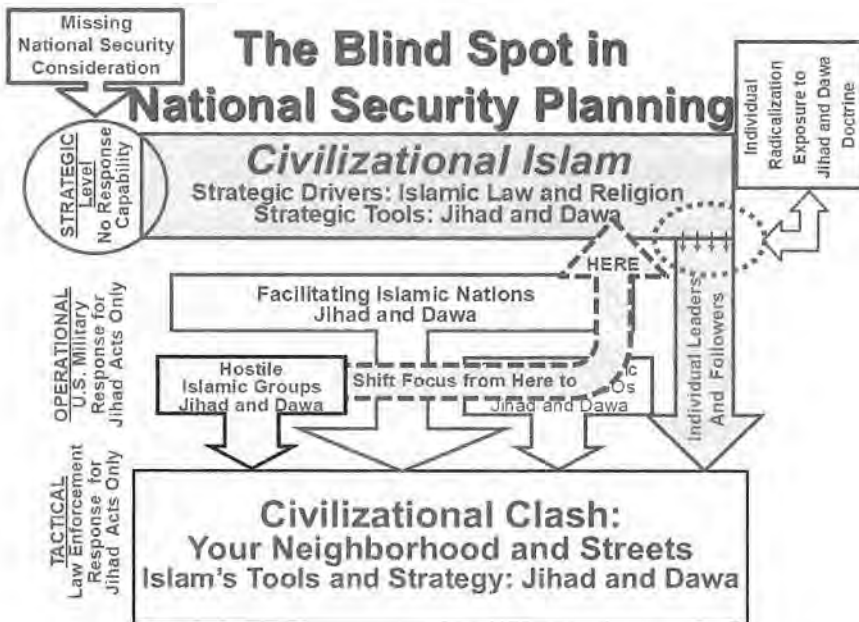 Missing
National Security
Consideration
The Blind Spot in
National Security Planning
Individual
Radicalization
Exposure to
Jihad and Dawa
Doctrine
STRATEGIC
Level
No Response
Capability
Civilizational Islam
Strategic Drivers: Islamic Law and Religion
Strategic Tools: Jihad and Dawa
HERE
OPERATIONAL
U.S. Military
Response for
Jihad Acts Only
Facilitating Islamic Nations
Jihad and Dawa
Hostile
Islamic Groups
Jihad and Dawa
Shift Focus from Here to
Jihad and Dawa
Individual Leaders
And Followers
TACTICAL
Law Enforcement
Response for
Jihad Acts Only
Civilizational Clash:
Your Neighborhood and Streets
Islam's Tools and Strategy: Jihad and Dawa